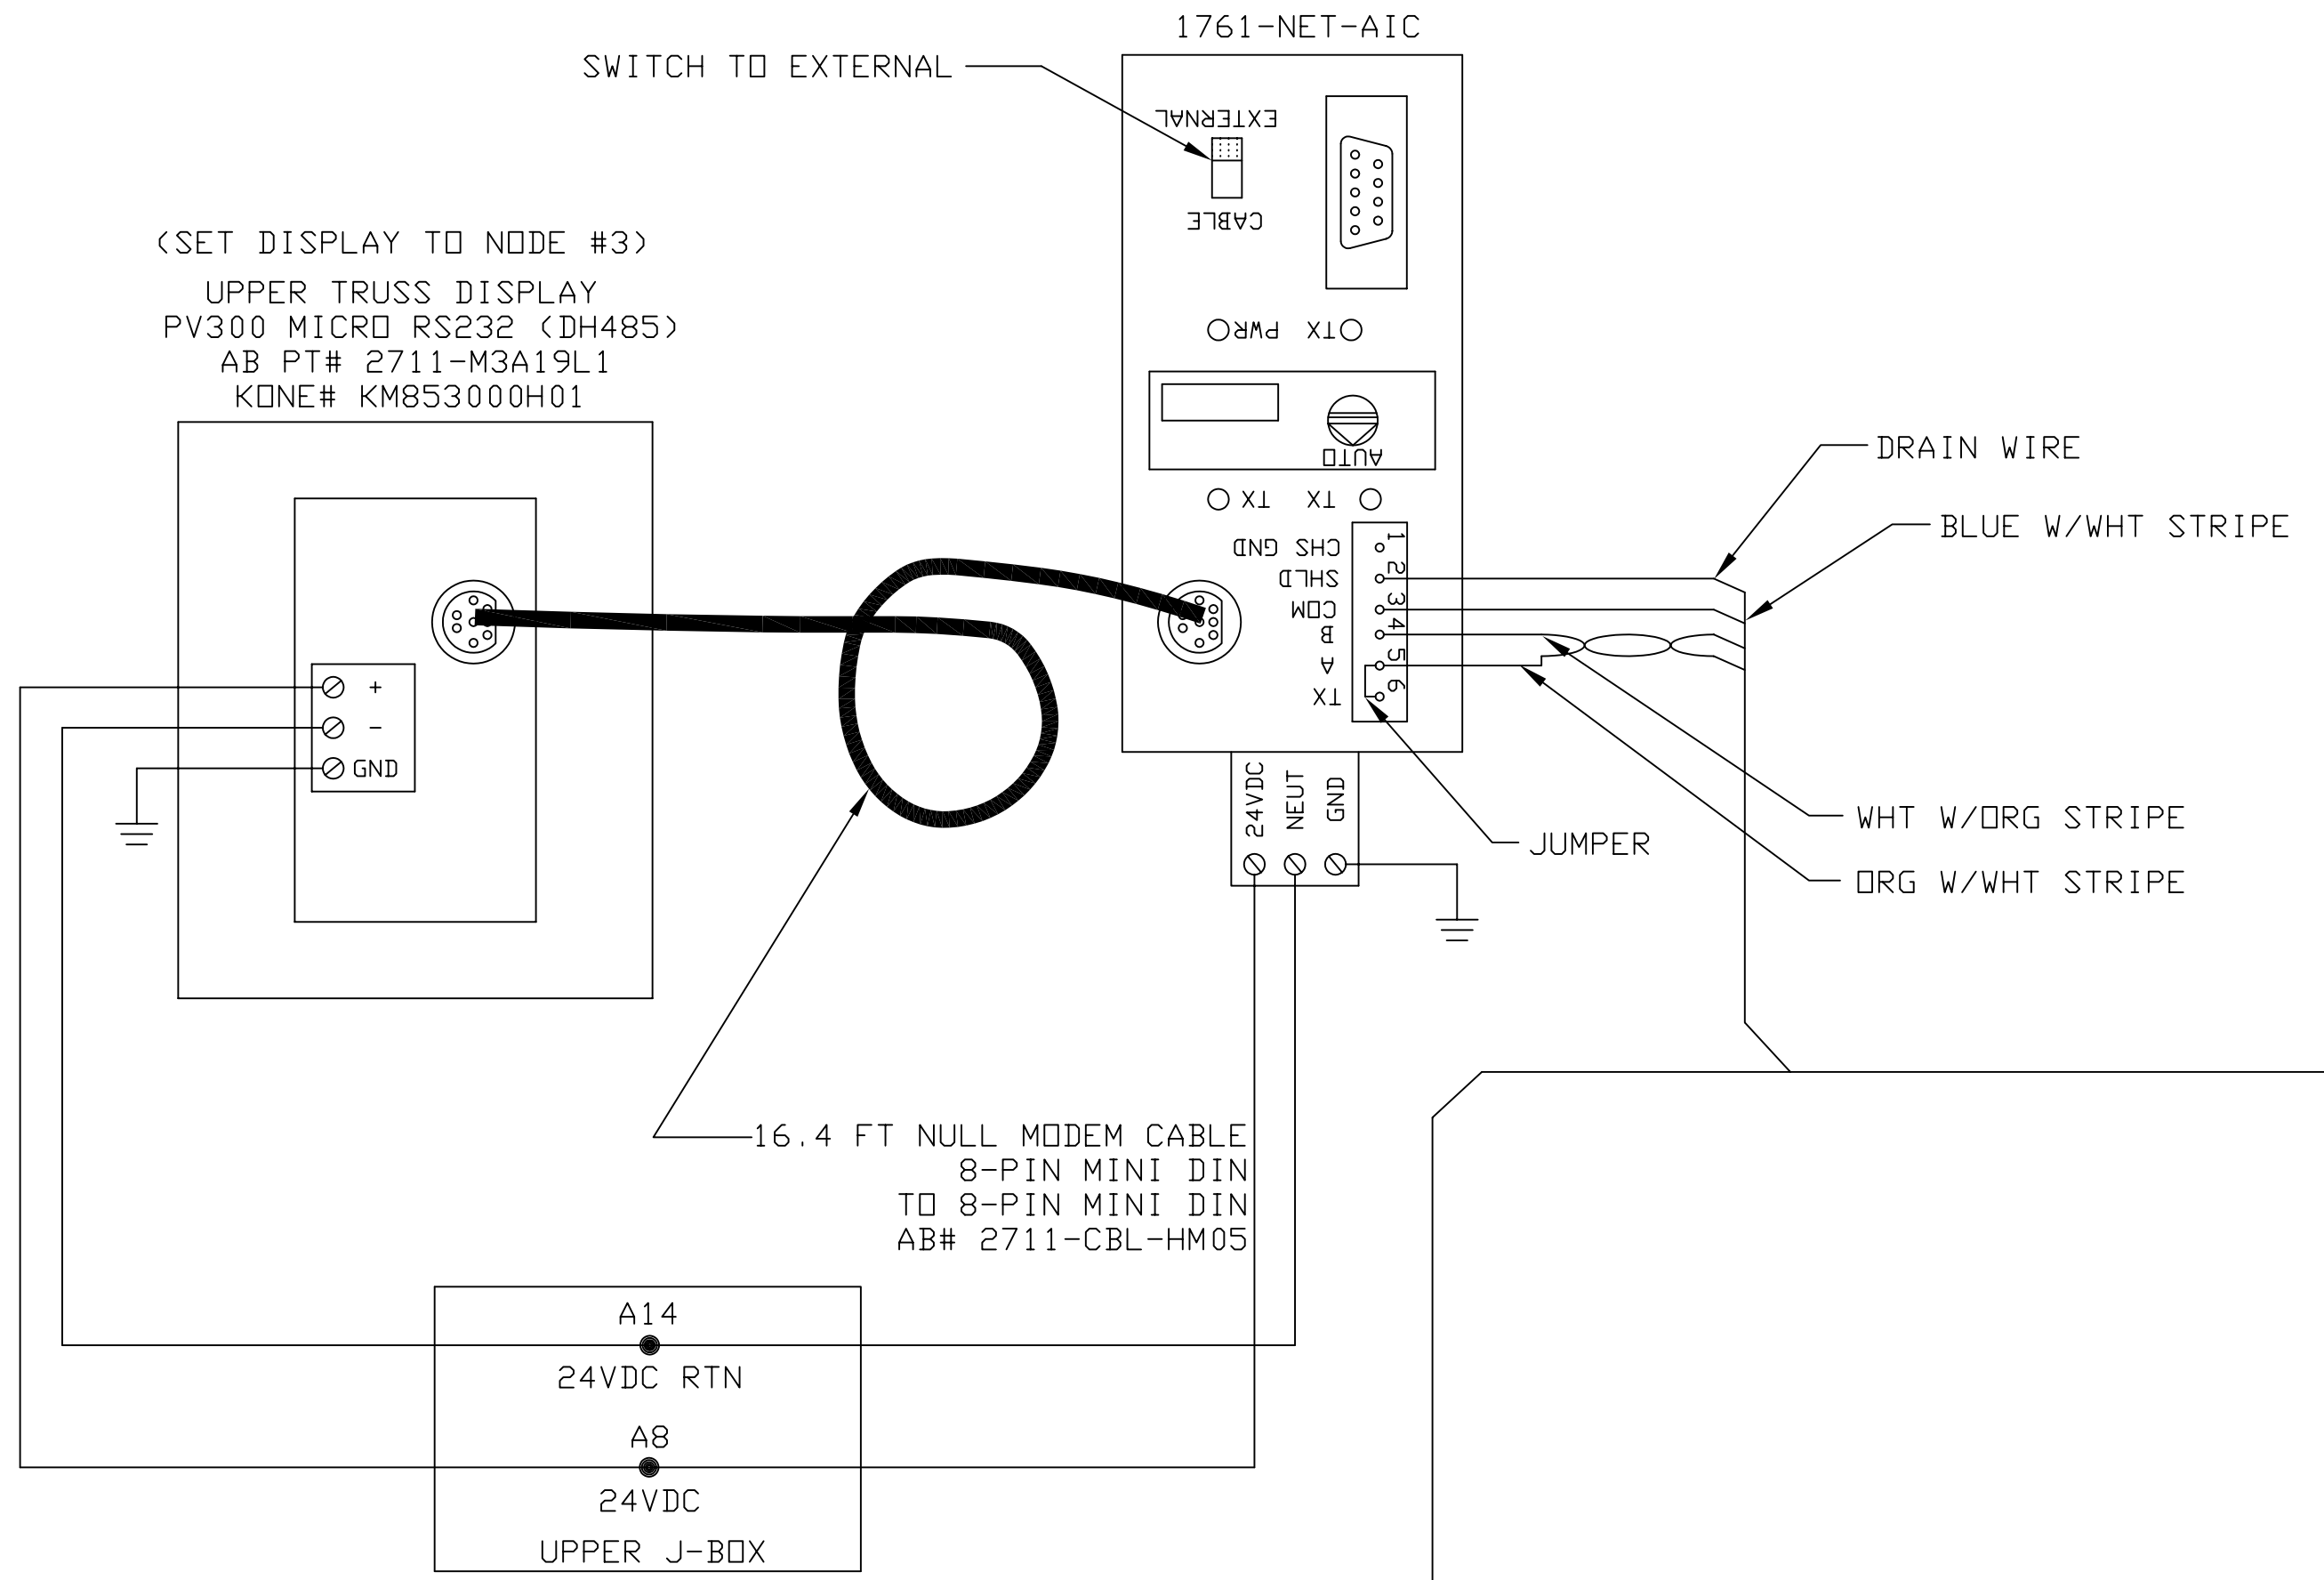 1761-NET-AIC
SWITCH TO EXTERNAL
EXTERNAL
CABLE
(SET DISPLAY TO NODE #3)
UPPER TRUSS DISPLAY
PV300 MICRO RS232 (DH485)
AB PT# 2711-M3A19L1
KONE# KM853000H01
PWR
TX
AUTO
TX
TX
DRAIN WIRE
BLUE W/WHT STRIPE
CHS GND
1
SHLD
2
COM
3
B
4
A
5
TX
6
+
-
GND
24VDC
NEUT
GND
WHT W/ORG STRIPE
JUMPER
ORG W/WHT STRIPE
16.4 FT NULL MODEM CABLE
8-PIN MINI DIN
TO 8-PIN MINI DIN
AB# 2711-CBL-HM05
A14
24VDC RTN
A8
24VDC
UPPER J-BOX